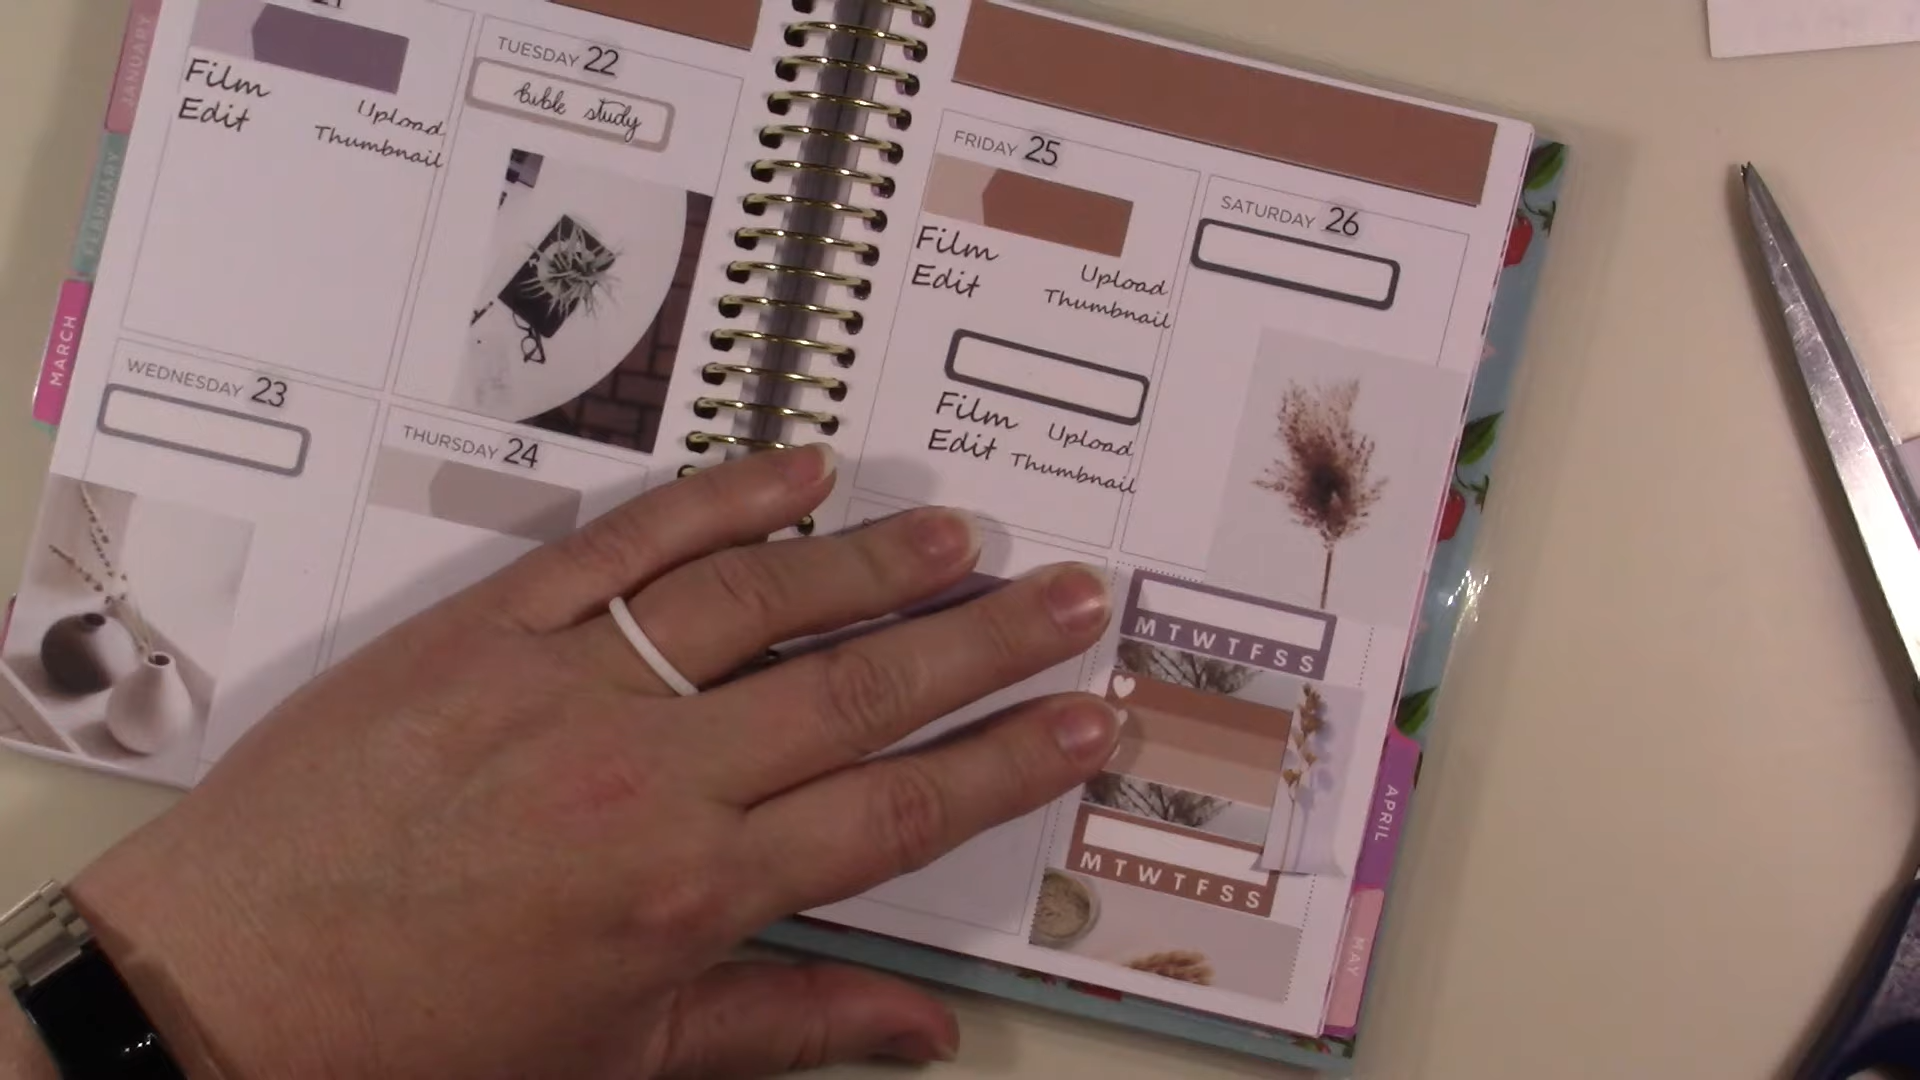 JANUARY
FEBRUARY
MARCH
Film
Edit
Upload
Thumbnail
TUESDAY 22
bible study
WEDNESDAY 23
THURSDAY 24
FRIDAY 25
Film
Edit
Upload
Thumbnail
Film
Edit
Upload
Thumbnail
SATURDAY 26
M T W T F S S
M T W T F S S
APRIL
MAY